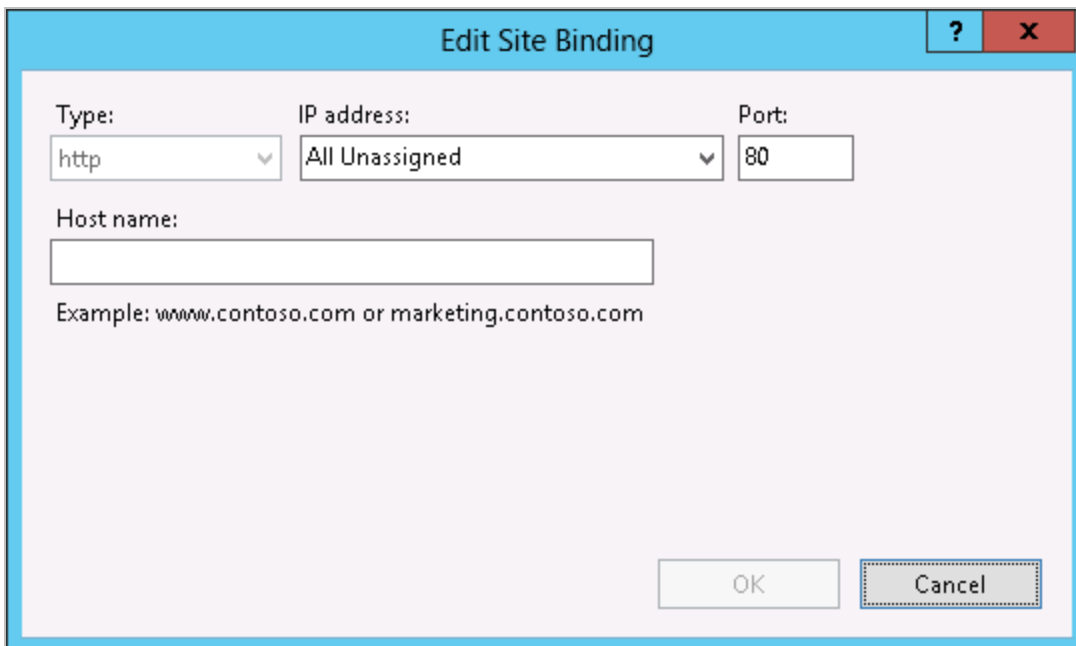 Edit Site Binding
?
x
Type:
IP address:
Port:
http
All Unassigned
80
Host name:
Example: www.contoso.com or marketing.contoso.com
OK
Cancel